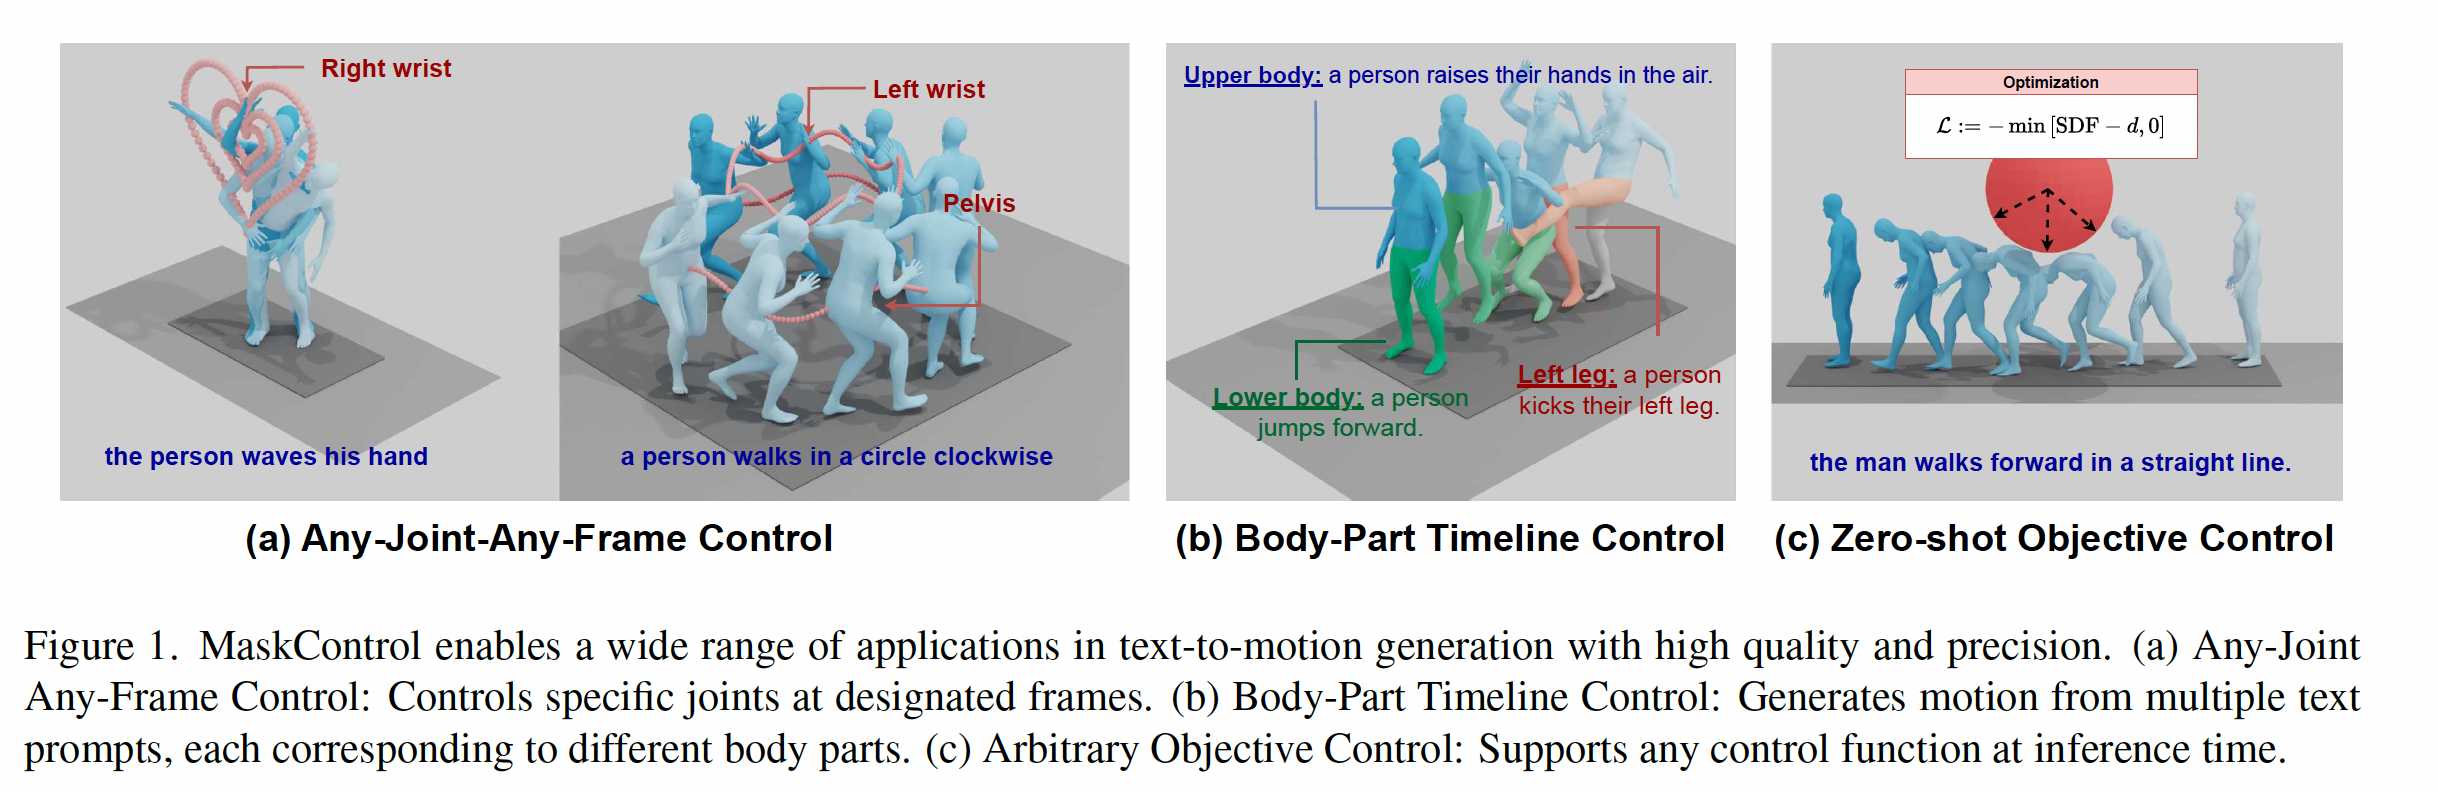 Right wrist
Left wrist
Pelvis
the person waves his hand
a person walks in a circle clockwise
(a) Any-Joint-Any-Frame Control
Upper body: a person raises their hands in the air.
Lower body: a person
jumps forward.
Left leg: a person
kicks their left leg.
(b) Body-Part Timeline Control
Optimization
ℒ := − min [SDF − d, 0]
the man walks forward in a straight line.
(c) Zero-shot Objective Control
Figure 1. MaskControl enables a wide range of applications in text-to-motion generation with high quality and precision. (a) Any-Joint
Any-Frame Control: Controls specific joints at designated frames. (b) Body-Part Timeline Control: Generates motion from multiple text
prompts, each corresponding to different body parts. (c) Arbitrary Objective Control: Supports any control function at inference time.